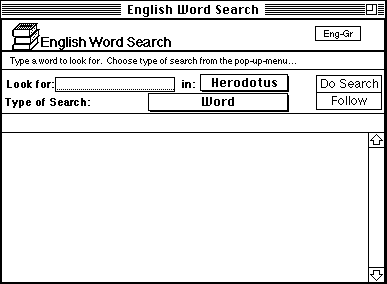 English Word Search
English Word Search
Eng-Gr
Type a word to look for. Choose type of search from the pop-up-menu...
Look for: in: Herodotus Do Search
Type of Search: Word Follow